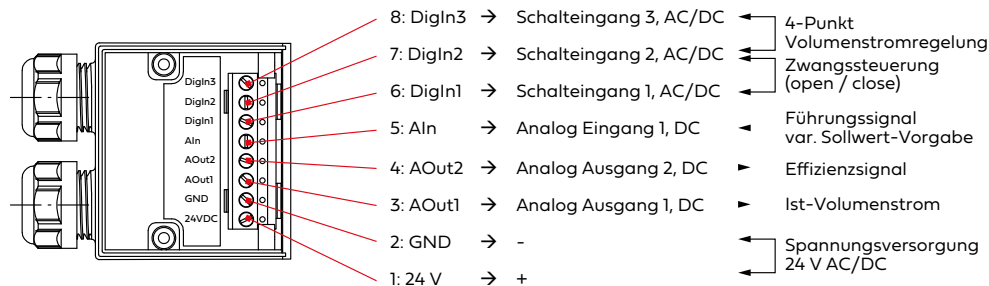 8: DigIn3 → Schalteingang 3, AC/DC
7: DigIn2 → Schalteingang 2, AC/DC
4-Punkt
Volumenstromregelung
6: DigIn1 → Schalteingang 1, AC/DC
Zwangssteuerung
(open / close)
5: AIn → Analog Eingang 1, DC
Führungssignal
var. Sollwert-Vorgabe
4: AOut2 → Analog Ausgang 2, DC
Effizienzsignal
3: AOut1 → Analog Ausgang 1, DC
Ist-Volumenstrom
2: GND → -
1: 24 V → +
Spannungsversorgung
24 V AC/DC
DigIn3
DigIn2
DigIn1
AIn
AOut2
AOut1
GND
24VDC